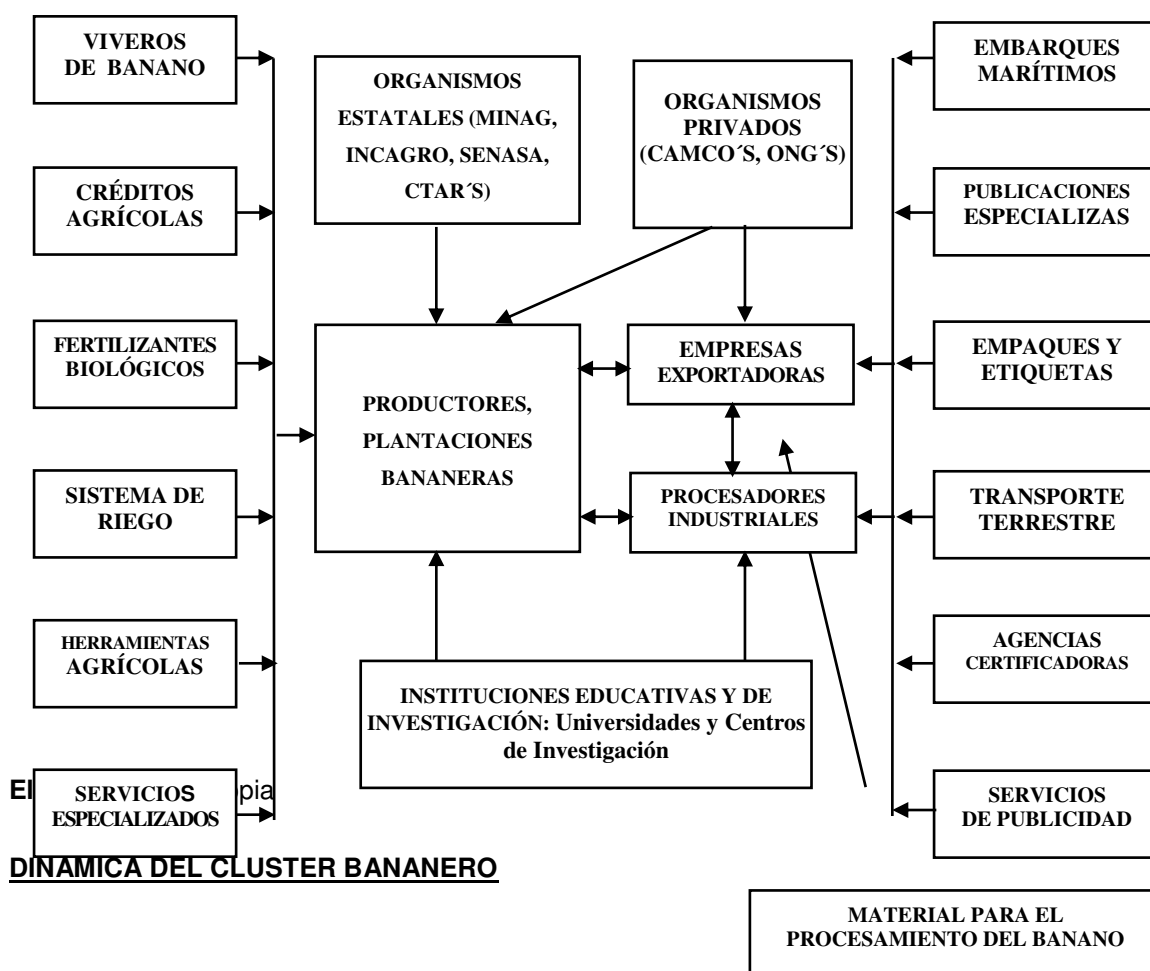 VIVEROS
DE BANANO
CRÉDITOS
AGRÍCOLAS
FERTILIZANTES
BIOLÓGICOS
SISTEMA DE
RIEGO
HERRAMIENTAS
AGRÍCOLAS
SERVICIOS
ESPECIALIZADOS
ORGANISMOS
ESTATALES (MINAG,
INCAGRO, SENASA,
CTAR´S)
ORGANISMOS
PRIVADOS
(CAMCO´S, ONG´S)
PRODUCTORES,
PLANTACIONES
BANANERAS
EMPRESAS
EXPORTADORAS
PROCESADORES
INDUSTRIALES
INSTITUCIONES EDUCATIVAS Y DE
INVESTIGACIÓN: Universidades y Centros
de Investigación
EMBARQUES
MARÍTIMOS
PUBLICACIONES
ESPECIALIZAS
EMPAQUES Y
ETIQUETAS
TRANSPORTE
TERRESTRE
AGENCIAS
CERTIFICADORAS
SERVICIOS
DE PUBLICIDAD
DINAMICA DEL CLUSTER BANANERO
MATERIAL PARA EL
PROCESAMIENTO DEL BANANO